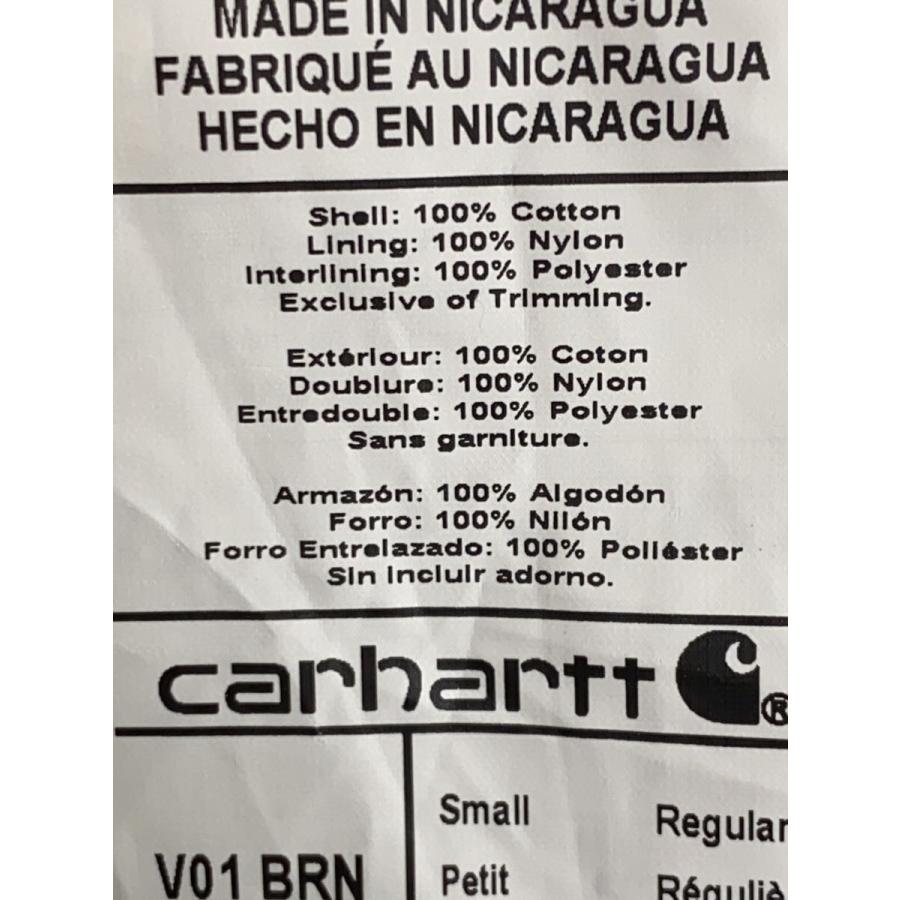 MADE IN NICARAGUA
FABRIQUÉ AU NICARAGUA
HECHO EN NICARAGUA
Shell: 100% Cotton
Lining: 100% Nylon
Interlining: 100% Polyester
Exclusive of Trimming.
Extériour: 100% Coton
Doublure: 100% Nylon
Entredouble: 100% Polyester
Sans garniture.
Armazón: 100% Algodón
Forro: 100% Nilón
Forro Entrelazado: 100% Poliéster
Sin incluir adorno.
carhartt ®
Small Regular
V01 BRN
Petit Réguliè